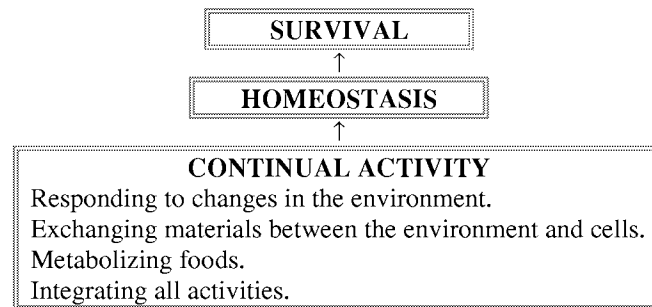 SURVIVAL
↑
HOMEOSTASIS
↑
CONTINUAL ACTIVITY
Responding to changes in the environment.
Exchanging materials between the environment and cells.
Metabolizing foods.
Integrating all activities.